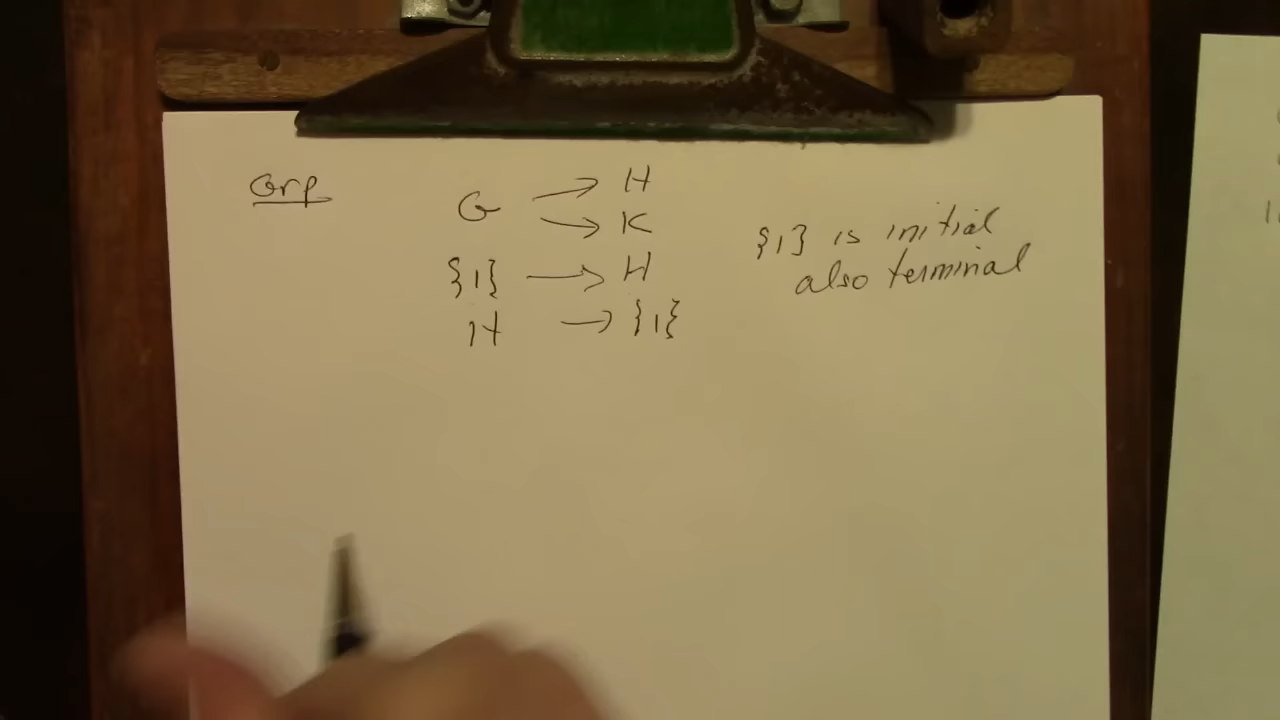 Grp
G → H
→ K
{1} → H
H → {1}
{1} is initial
also terminal